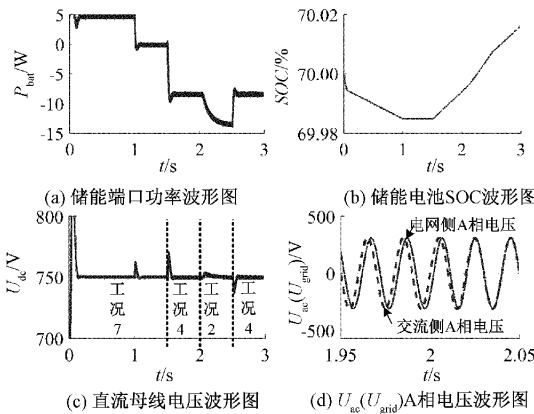 5
0
-5
-10
-15
P_bat/W
0 1 2 3
t/s
(a) 储能端口功率波形图
70.02
70.00
69.98
SOC/%
0 1 2 3
t/s
(b) 储能电池SOC波形图
800
750
700
U_dc/V
工况7
工况4
工况2
工况4
0 1 2 3
t/s
(c) 直流母线电压波形图
500
0
-500
U_ac(U_grid)/V
电网侧A相电压
交流侧A相电压
1.95 2 2.05
t/s
(d) U_ac(U_grid)A相电压波形图